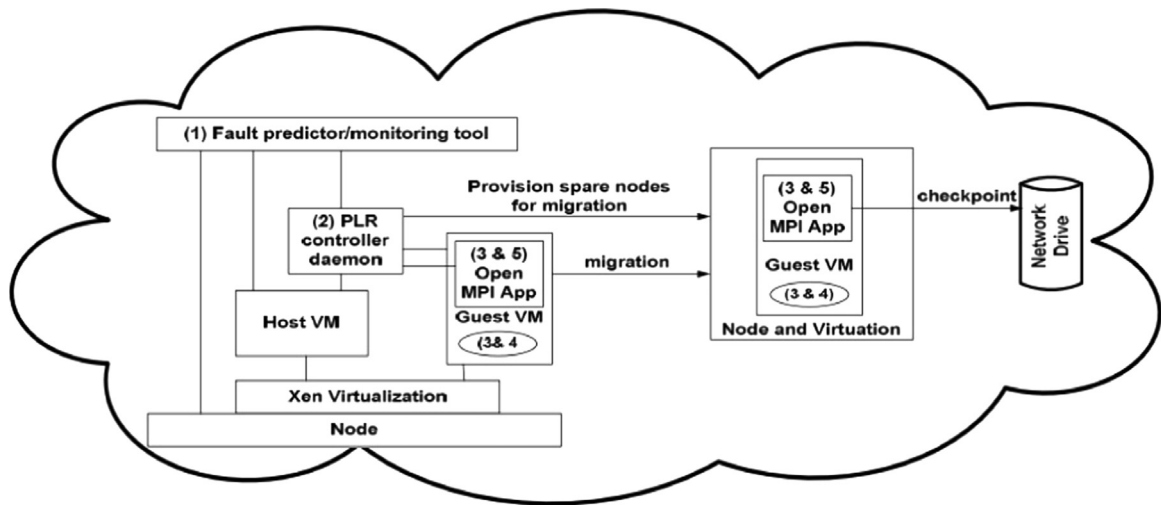 (1) Fault predictor/monitoring tool
(2) PLR
controller
daemon
Provision spare nodes
for migration
(3 & 5)
Open
MPI App
Guest VM
(3& 4
migration
Host VM
Xen Virtualization
Node
(3 & 5)
Open
MPI App
Guest VM
(3 & 4)
Node and Virtuation
checkpoint
Network
Drive